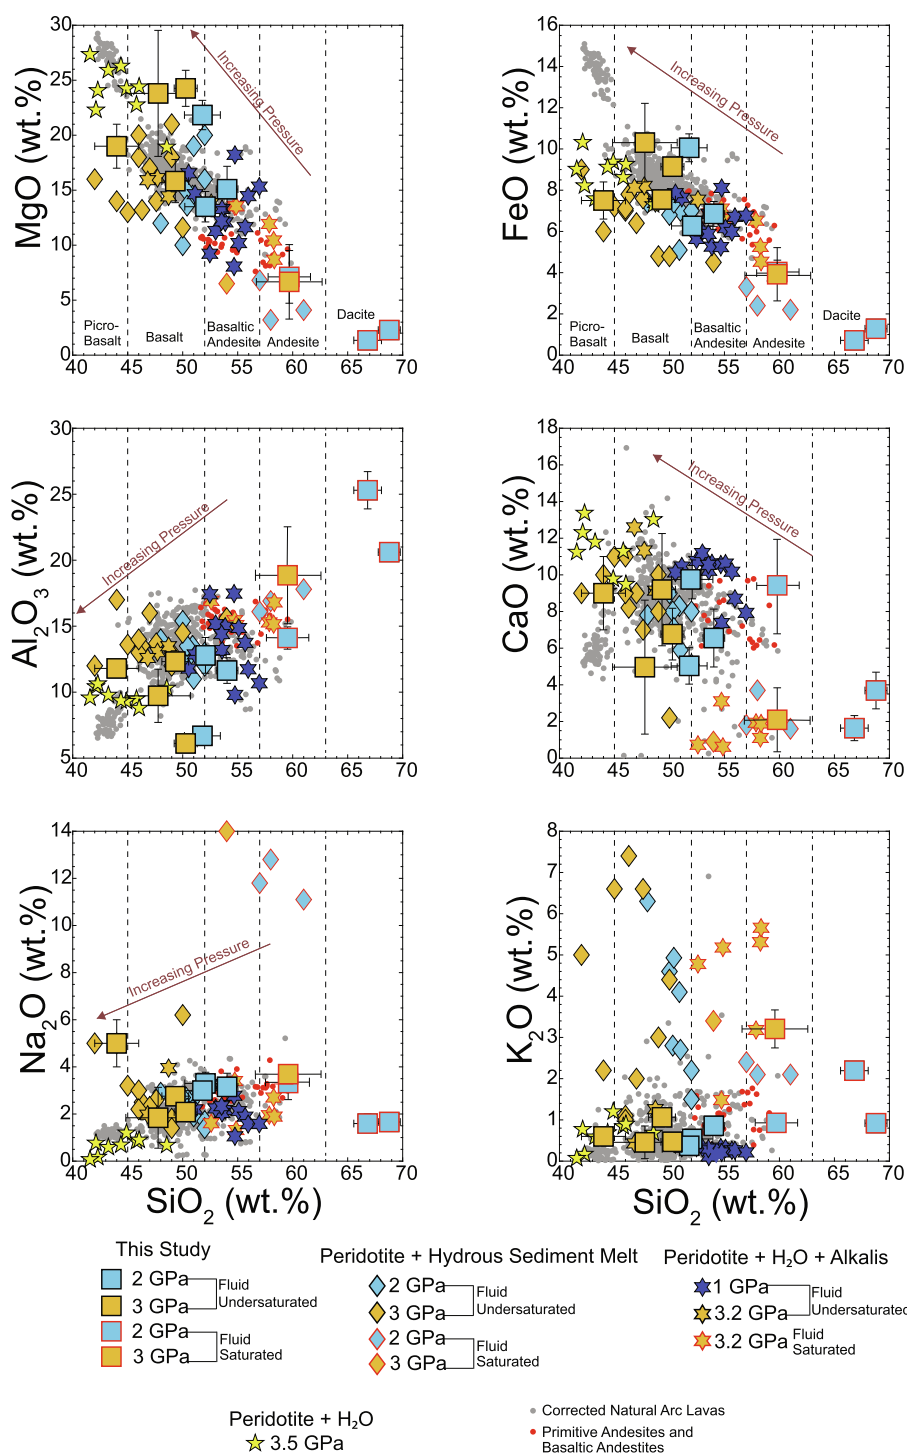 MgO (wt.%)
30
25
20
15
10
5
0
Increasing Pressure
Picro-
Basalt
Basalt
Basaltic
Andesite
Andesite
Dacite
40 45 50 55 60 65 70
FeO (wt.%)
16
14
12
10
8
6
4
2
0
Increasing Pressure
Picro-
Basalt
Basalt
Basaltic
Andesite
Andesite
Dacite
40 45 50 55 60 65 70
Al₂O₃ (wt.%)
30
25
20
15
10
5
Increasing Pressure
40 45 50 55 60 65 70
CaO (wt.%)
18
16
14
12
10
8
6
4
2
0
Increasing Pressure
40 45 50 55 60 65 70
Na₂O (wt.%)
14
12
10
8
6
4
2
0
Increasing Pressure
40 45 50 55 60 65 70
SiO₂ (wt.%)
K₂O (wt.%)
8
7
6
5
4
3
2
1
0
40 45 50 55 60 65 70
SiO₂ (wt.%)
This Study
2 GPa
3 GPa
Fluid
Undersaturated
2 GPa
3 GPa
Fluid
Saturated
Peridotite + Hydrous Sediment Melt
2 GPa
3 GPa
Fluid
Undersaturated
2 GPa
3 GPa
Fluid
Saturated
Peridotite + H₂O + Alkalis
1 GPa
3.2 GPa
Fluid
Undersaturated
3.2 GPa
Fluid
Saturated
Peridotite + H₂O
3.5 GPa
Corrected Natural Arc Lavas
Primitive Andesites and
Basaltic Andestites